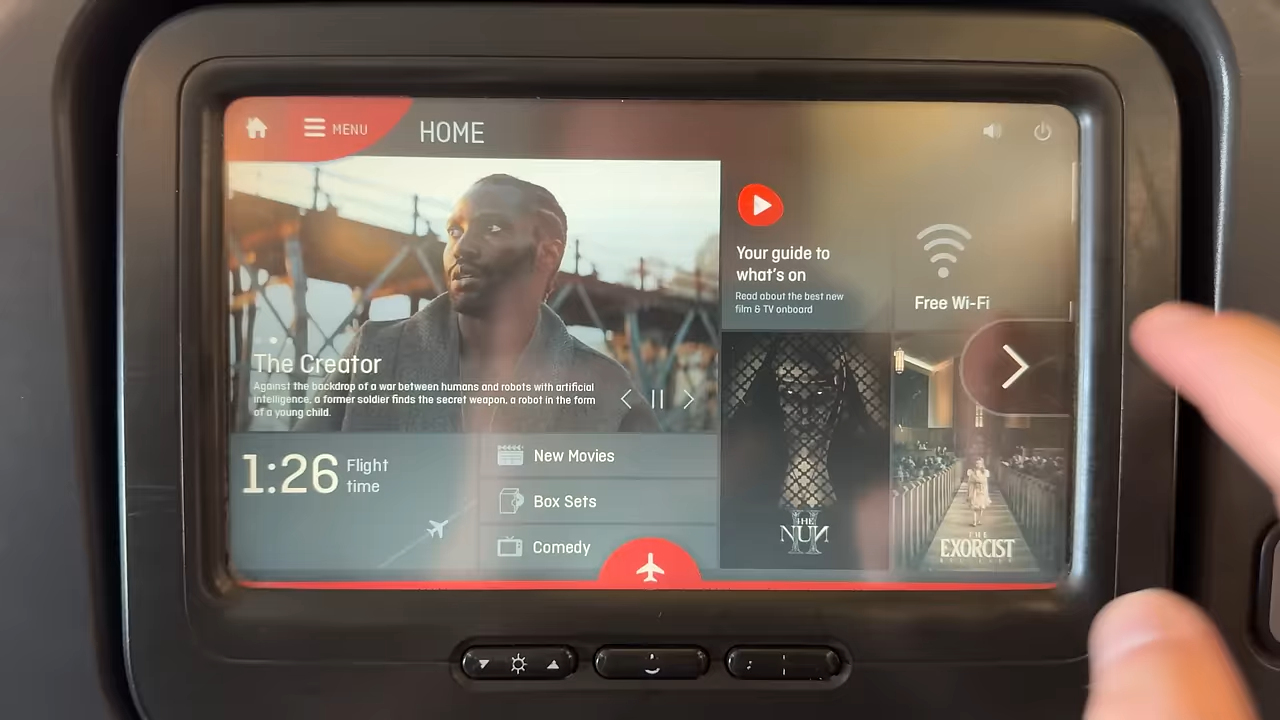 MENU
HOME
The Creator
Against the backdrop of a war between humans and robots with artificial
intelligence, a former soldier finds the secret weapon, a robot in the form
of a young child.
1:26 Flight
time
New Movies
Box Sets
Comedy
Your guide to
what's on
Read about the best new
film & TV onboard
Free Wi-Fi
THE
NUN
II
THE
EXORCIST